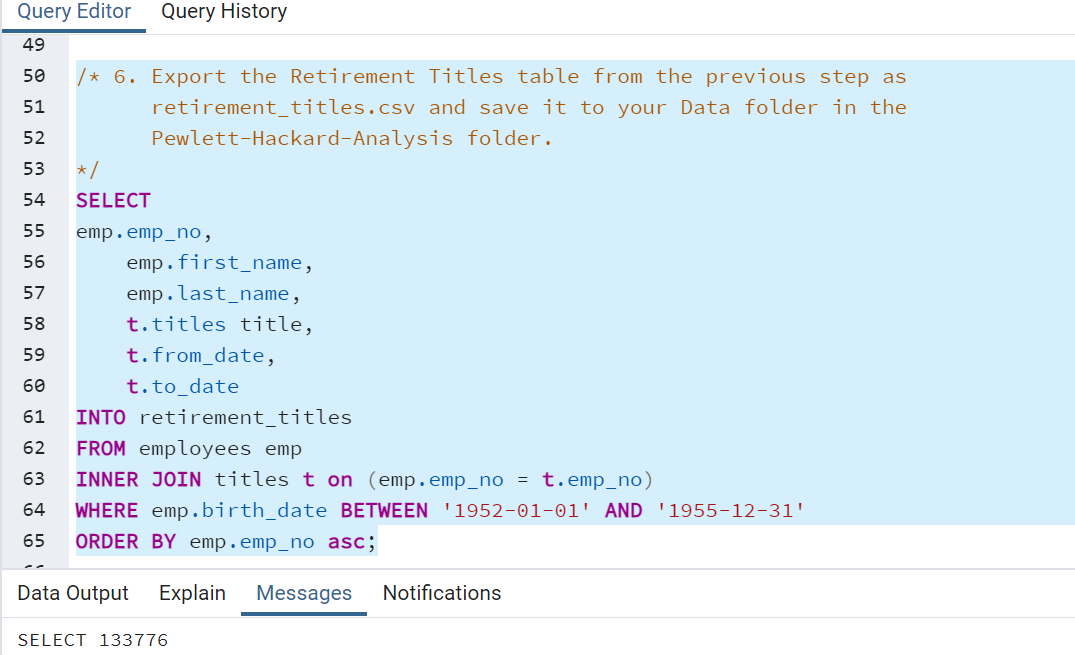 Query Editor Query History
49
50 /* 6. Export the Retirement Titles table from the previous step as
51 retirement_titles.csv and save it to your Data folder in the
52 Pewlett-Hackard-Analysis folder.
53 */
54 SELECT
55 emp.emp_no,
56 emp.first_name,
57 emp.last_name,
58 t.titles title,
59 t.from_date,
60 t.to_date
61 INTO retirement_titles
62 FROM employees emp
63 INNER JOIN titles t on (emp.emp_no = t.emp_no)
64 WHERE emp.birth_date BETWEEN '1952-01-01' AND '1955-12-31'
65 ORDER BY emp.emp_no asc;
Data Output Explain Messages Notifications
SELECT 133776